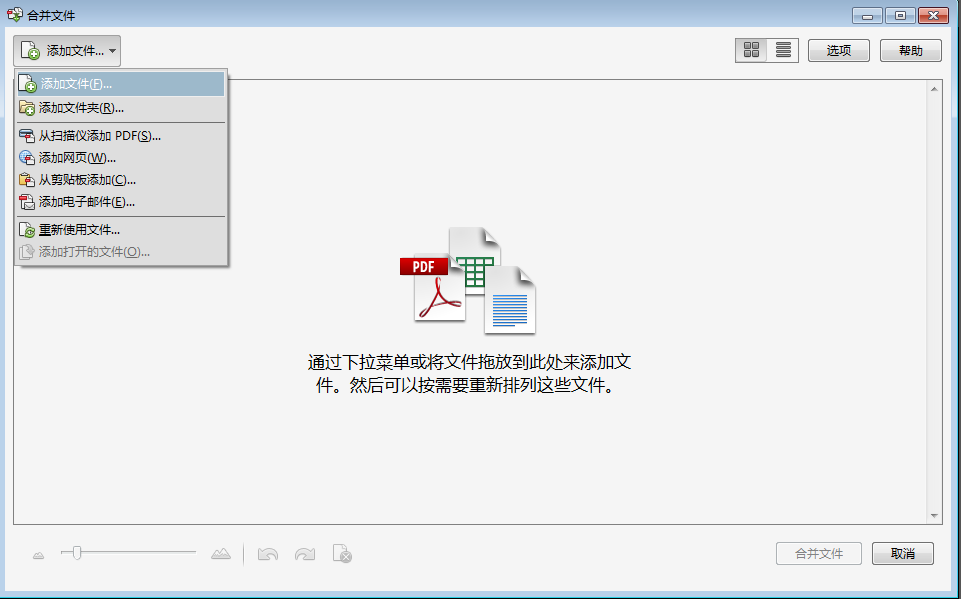 合并文件
添加文件...
选项
帮助
添加文件(F)...
添加文件夹(R)...
从扫描仪添加 PDF(S)...
添加网页(W)...
从剪贴板添加(C)...
添加电子邮件(E)...
重新使用文件...
添加打开的文件(O)...
PDF
通过下拉菜单或将文件拖放到此处来添加文
件。然后可以按需要重新排列这些文件。
合并文件
取消